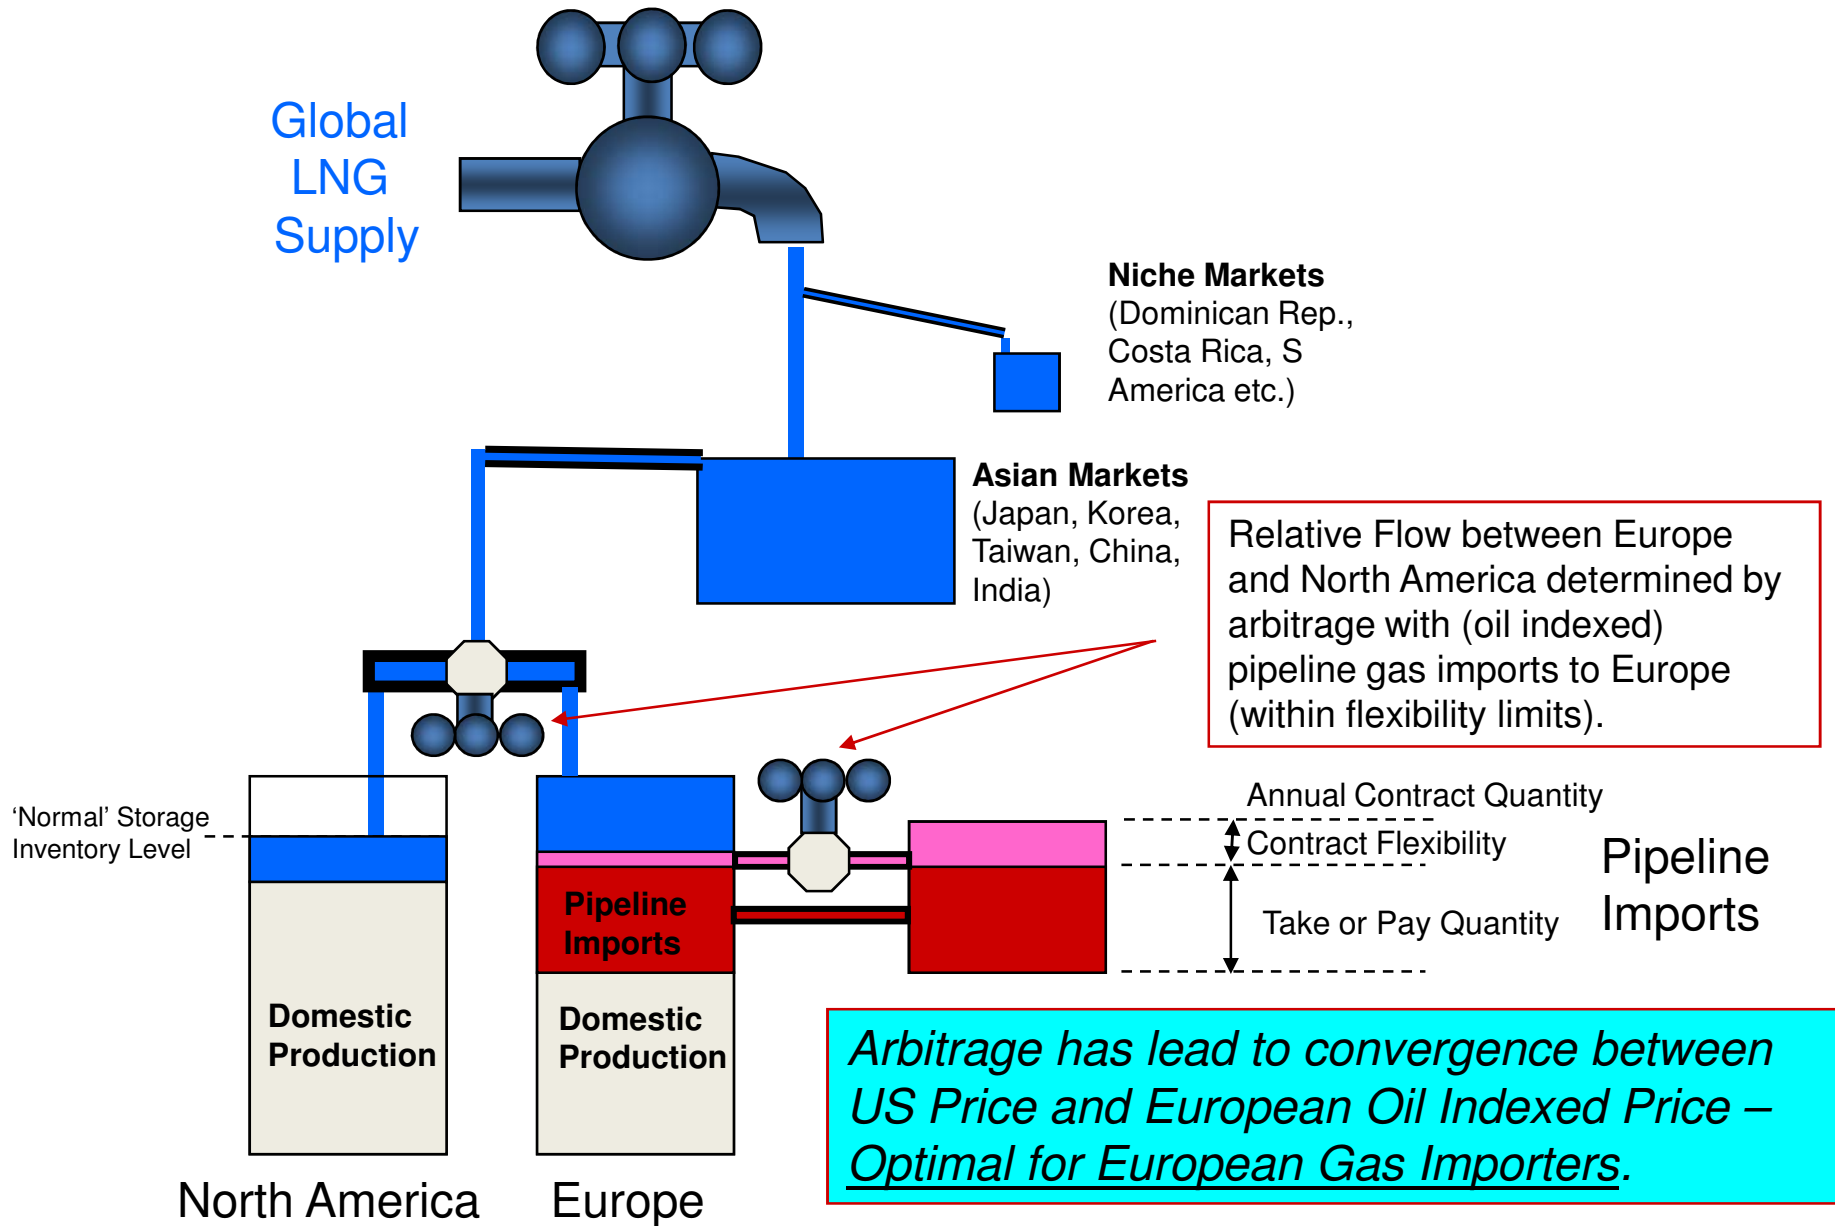 Global
LNG
Supply
Niche Markets
(Dominican Rep.,
Costa Rica, S
America etc.)
Asian Markets
(Japan, Korea,
Taiwan, China,
India)
Relative Flow between Europe
and North America determined by
arbitrage with (oil indexed)
pipeline gas imports to Europe
(within flexibility limits).
‘Normal’ Storage
Inventory Level
Annual Contract Quantity
Contract Flexibility
Take or Pay Quantity
Pipeline
Imports
Pipeline
Imports
Domestic
Production
Domestic
Production
Arbitrage has lead to convergence between
US Price and European Oil Indexed Price –
Optimal for European Gas Importers.
North America
Europe